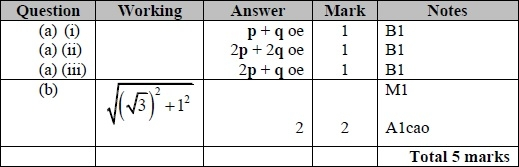 Question Working Answer Mark Notes
(a) (i) p + q oe 1 B1
(a) (ii) 2p + 2q oe 1 B1
(a) (iii) 2p + q oe 1 B1
(b) √((√3)² + 1²) M1
2 2 A1cao
Total 5 marks